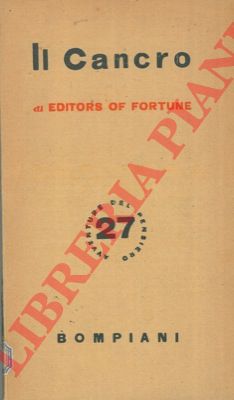 Il Cancro
di EDITORS OF FORTUNE
AVVENTURE DEL PENSIERO
27
BOMPIANI
LIBRERIA PIANI